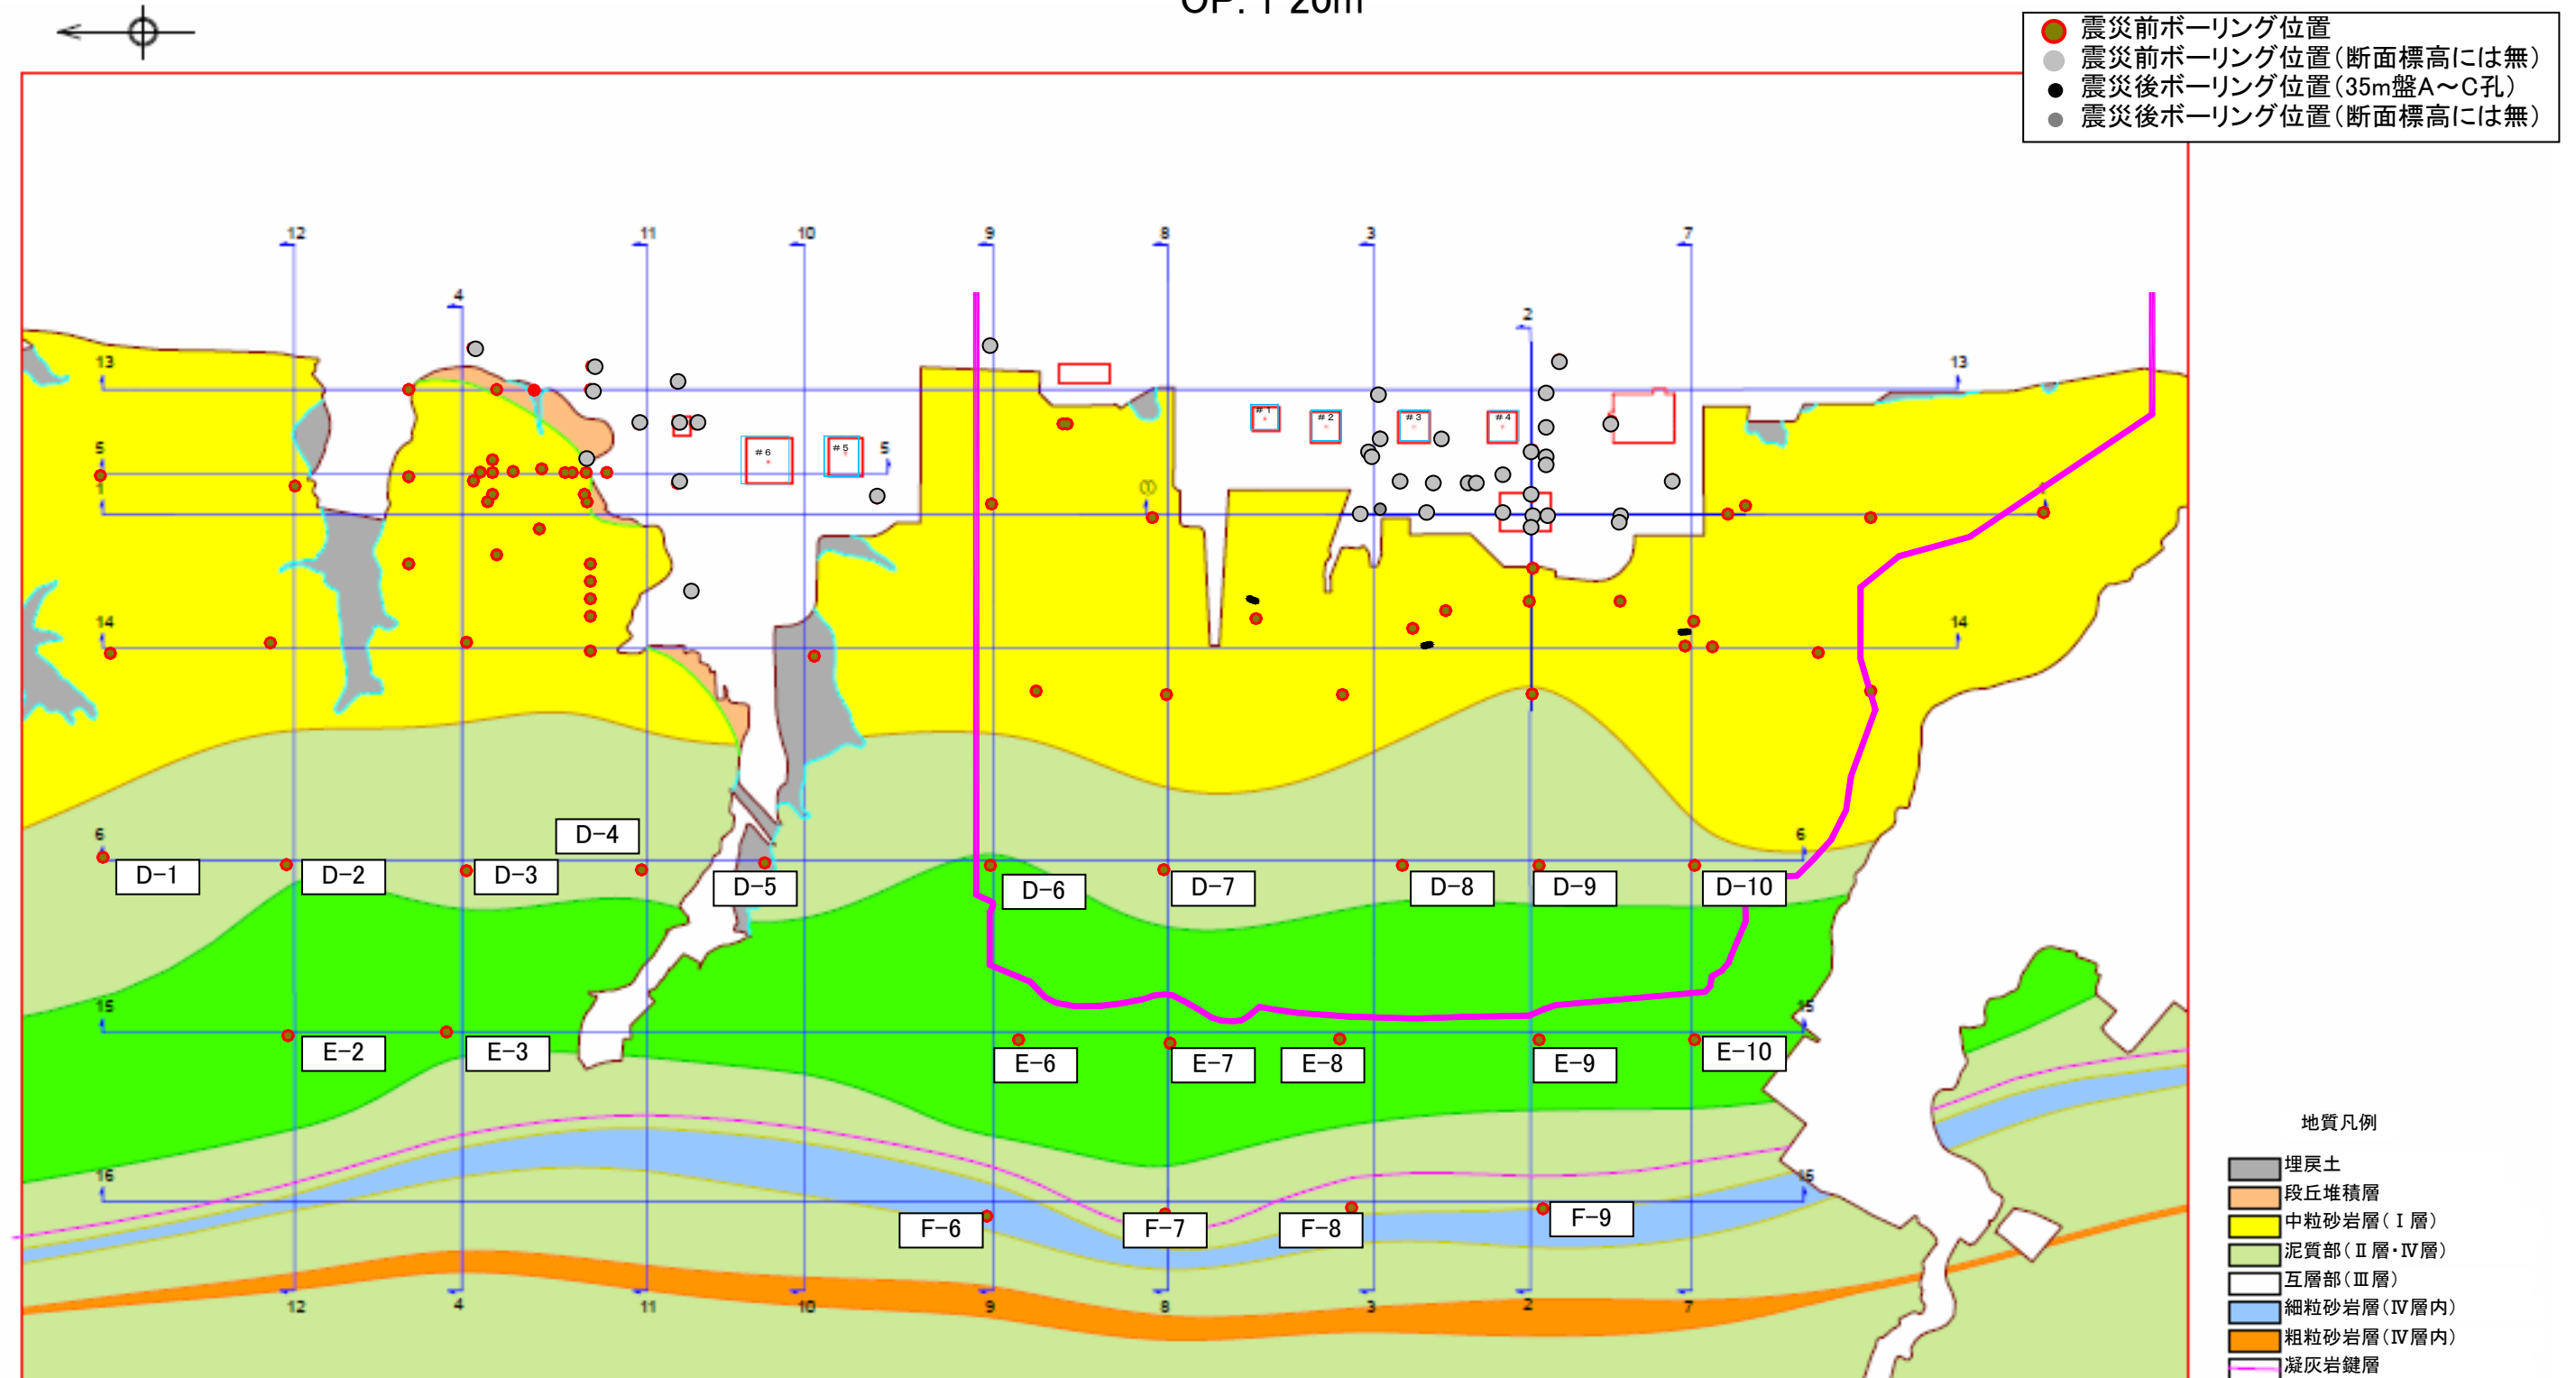 震災前ボーリング位置
震災前ボーリング位置(断面標高には無)
震災後ボーリング位置(35m盤A～C孔)
震災後ボーリング位置(断面標高には無)
12
11
10
9
8
3
7
4
2
13
13
#1
#2
#3
#4
5
#6
#5
5
①
14
14
6
D-4
6
D-1
D-2
D-3
D-5
D-6
D-7
D-8
D-9
D-10
15
15
E-2
E-3
E-6
E-7
E-8
E-9
E-10
16
F-6
F-7
F-8
F-9
12
4
11
10
9
8
3
2
7
地質凡例
埋戻土
段丘堆積層
中粒砂岩層(Ⅰ層)
泥質部(Ⅱ層・Ⅳ層)
互層部(Ⅲ層)
細粒砂岩層(Ⅳ層内)
粗粒砂岩層(Ⅳ層内)
凝灰岩鍵層